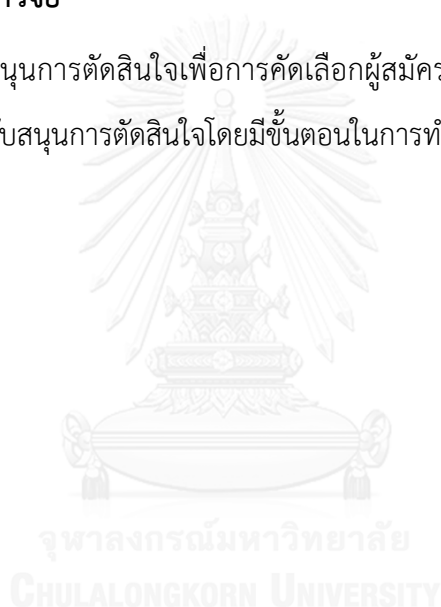 นุนการตัดสินใจเพื่อการคัดเลือกผู้สมัคร
บสนุนการตัดสินใจโดยมีขั้นตอนในการทำ
จุฬาลงกรณ์มหาวิทยาลัย
CHULALONGKORN UNIVERSITY